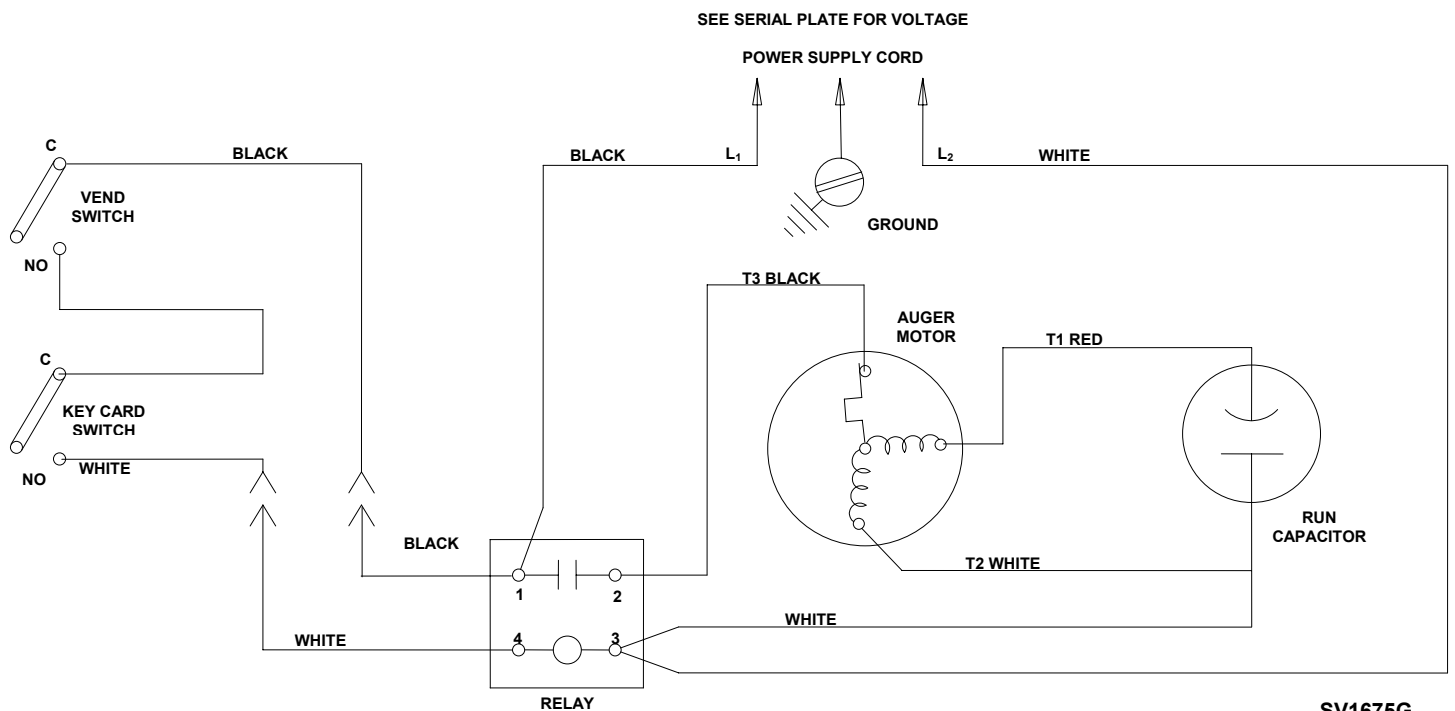 SEE SERIAL PLATE FOR VOLTAGE
POWER SUPPLY CORD
C
BLACK
BLACK
L1
L2
WHITE
VEND
SWITCH
GROUND
NO
T3 BLACK
AUGER
MOTOR
T1 RED
C
KEY CARD
SWITCH
WHITE
NO
RUN
CAPACITOR
BLACK
T2 WHITE
1
2
WHITE
WHITE
4
3
RELAY
SV1675G